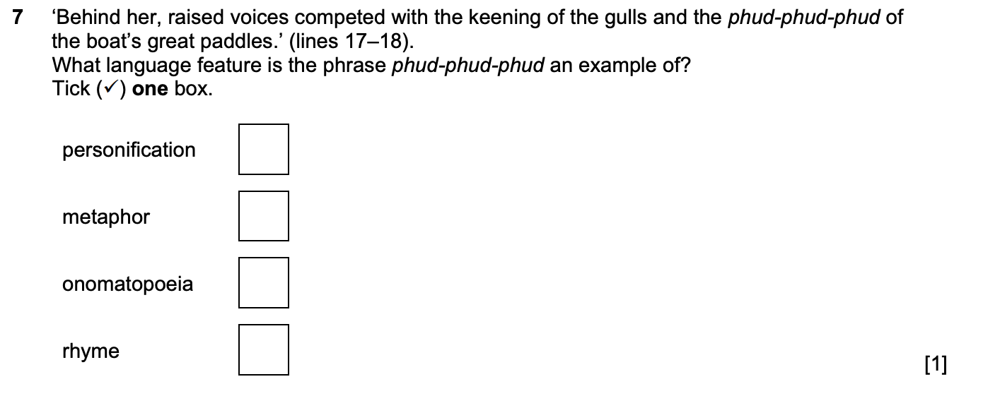 7 ‘Behind her, raised voices competed with the keening of the gulls and the phud-phud-phud of
the boat’s great paddles.’ (lines 17–18).
What language feature is the phrase phud-phud-phud an example of?
Tick (✓) one box.
personification
metaphor
onomatopoeia
rhyme
[1]